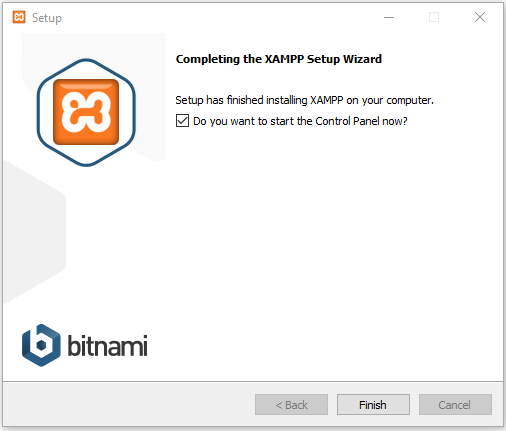 Setup
Completing the XAMPP Setup Wizard
Setup has finished installing XAMPP on your computer.
Do you want to start the Control Panel now?
bitnami
< Back
Finish
Cancel